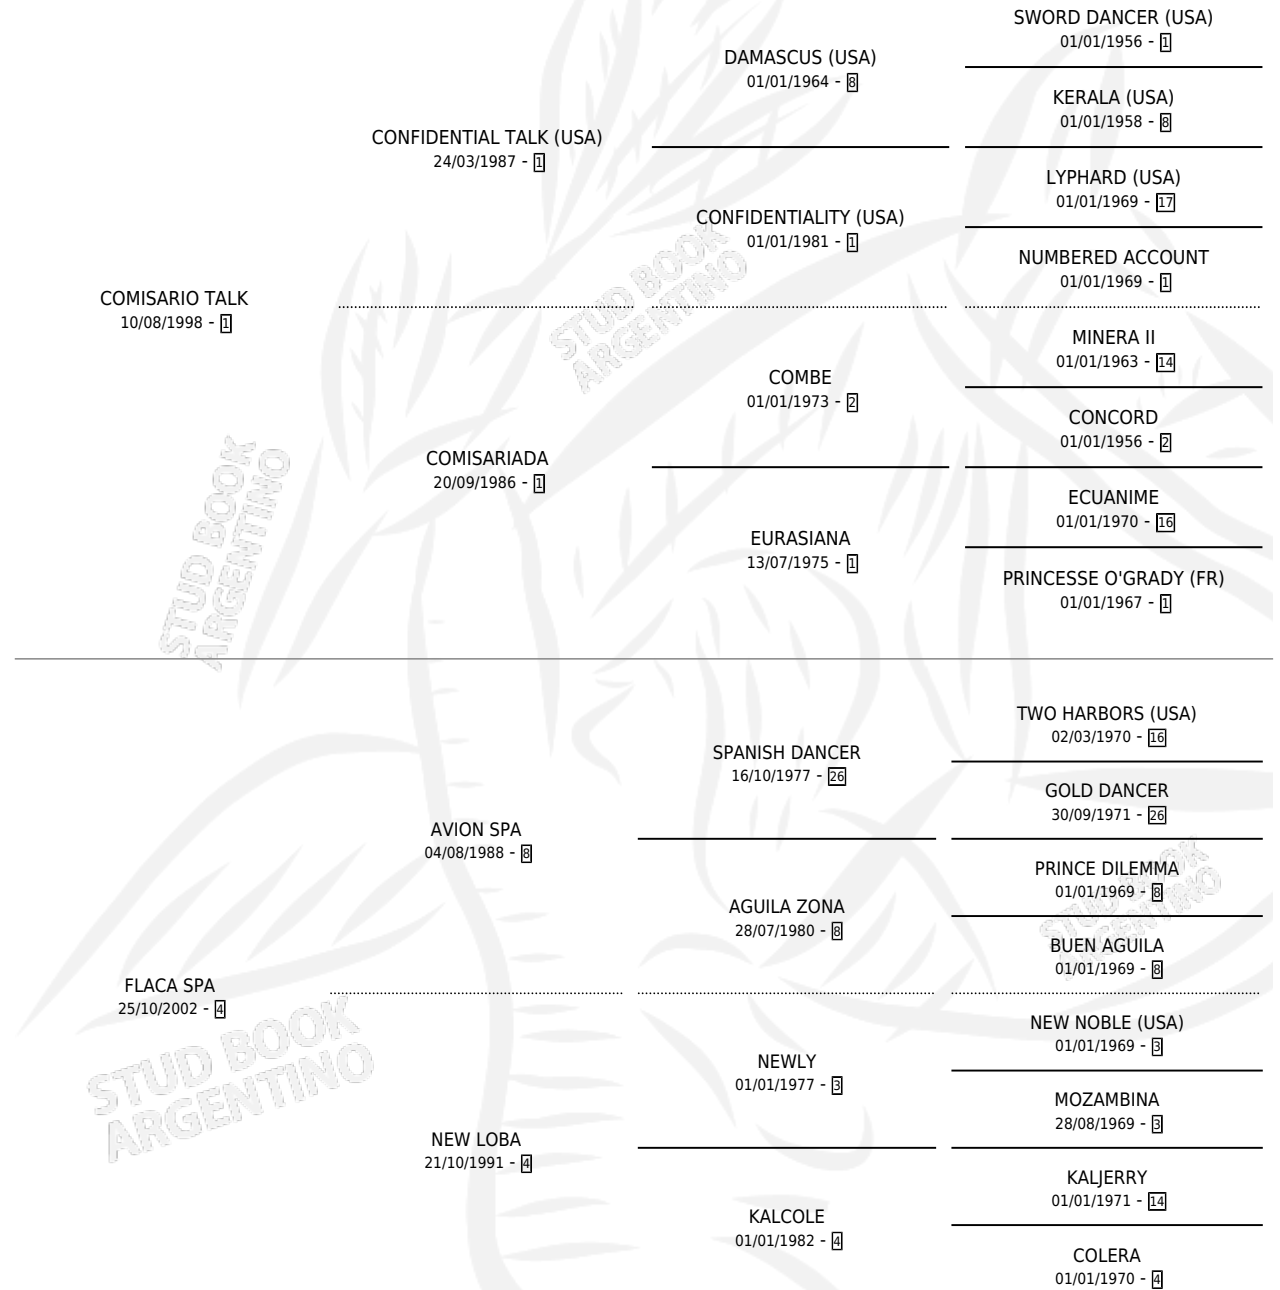 SWORD DANCER (USA)
01/01/1956 - 1
DAMASCUS (USA)
01/01/1964 - 8
KERALA (USA)
01/01/1958 - 8
CONFIDENTIAL TALK (USA)
24/03/1987 - 1
LYPHARD (USA)
01/01/1969 - 17
CONFIDENTIALITY (USA)
01/01/1981 - 1
NUMBERED ACCOUNT
01/01/1969 - 1
COMISARIO TALK
10/08/1998 - 1
STUD BOOK
ARGENTINO
MINERA II
01/01/1963 - 14
COMBE
01/01/1973 - 2
CONCORD
01/01/1956 - 2
COMISARIADA
20/09/1986 - 1
ECUANIME
01/01/1970 - 16
EURASIANA
13/07/1975 - 1
PRINCESSE O'GRADY (FR)
01/01/1967 - 1
STUD BOOK
ARGENTINO
TWO HARBORS (USA)
02/03/1970 - 16
SPANISH DANCER
16/10/1977 - 26
GOLD DANCER
30/09/1971 - 26
AVION SPA
04/08/1988 - 8
PRINCE DILEMMA
01/01/1969 - 8
AGUILA ZONA
28/07/1980 - 8
STUD BOOK
ARGENTINO
BUEN AGUILA
01/01/1969 - 8
FLACA SPA
25/10/2002 - 4
STUD BOOK
ARGENTINO
NEW NOBLE (USA)
01/01/1969 - 3
NEWLY
01/01/1977 - 3
MOZAMBINA
28/08/1969 - 3
NEW LOBA
21/10/1991 - 4
KALJERRY
01/01/1971 - 14
KALCOLE
01/01/1982 - 4
COLERA
01/01/1970 - 4